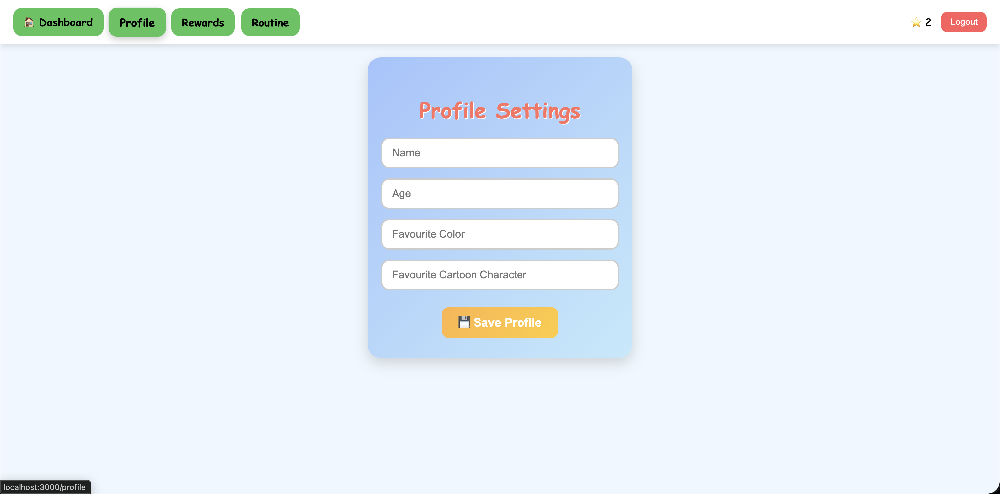 🏠 Dashboard Profile Rewards Routine ⭐ 2 Logout
Profile Settings
Name
Age
Favourite Color
Favourite Cartoon Character
💾 Save Profile
localhost:3000/profile